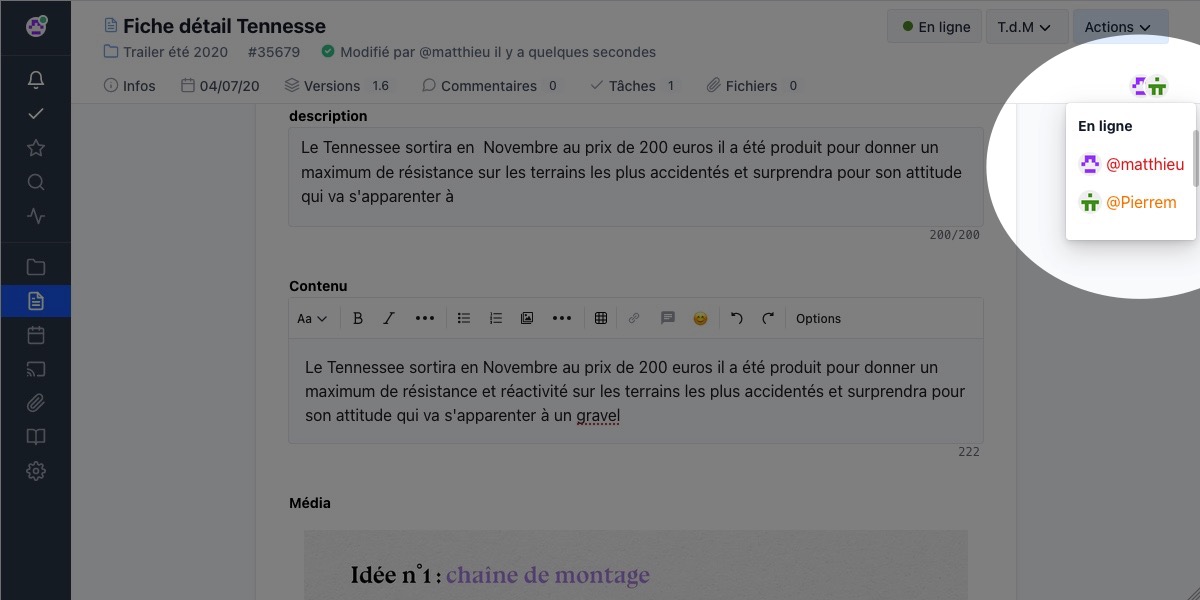 Fiche détail Tennesse
En ligne
T.d.M
Actions
Trailer été 2020 #35679 Modifié par @matthieu il y a quelques secondes
Infos 04/07/20 Versions 1.6 Commentaires 0 Tâches 1 Fichiers 0
En ligne
@matthieu
@Pierrem
description
Le Tennessee sortira en  Novembre au prix de 200 euros il a été produit pour donner un
maximum de résistance sur les terrains les plus accidentés et surprendra pour son attitude
qui va s'apparenter à
200/200
Contenu
Aa B I ••• ••• Options
Le Tennessee sortira en Novembre au prix de 200 euros il a été produit pour donner un
maximum de résistance et réactivité sur les terrains les plus accidentés et surprendra pour
son attitude qui va s'apparenter à un gravel
222
Média
Idée n°1 : chaîne de montage